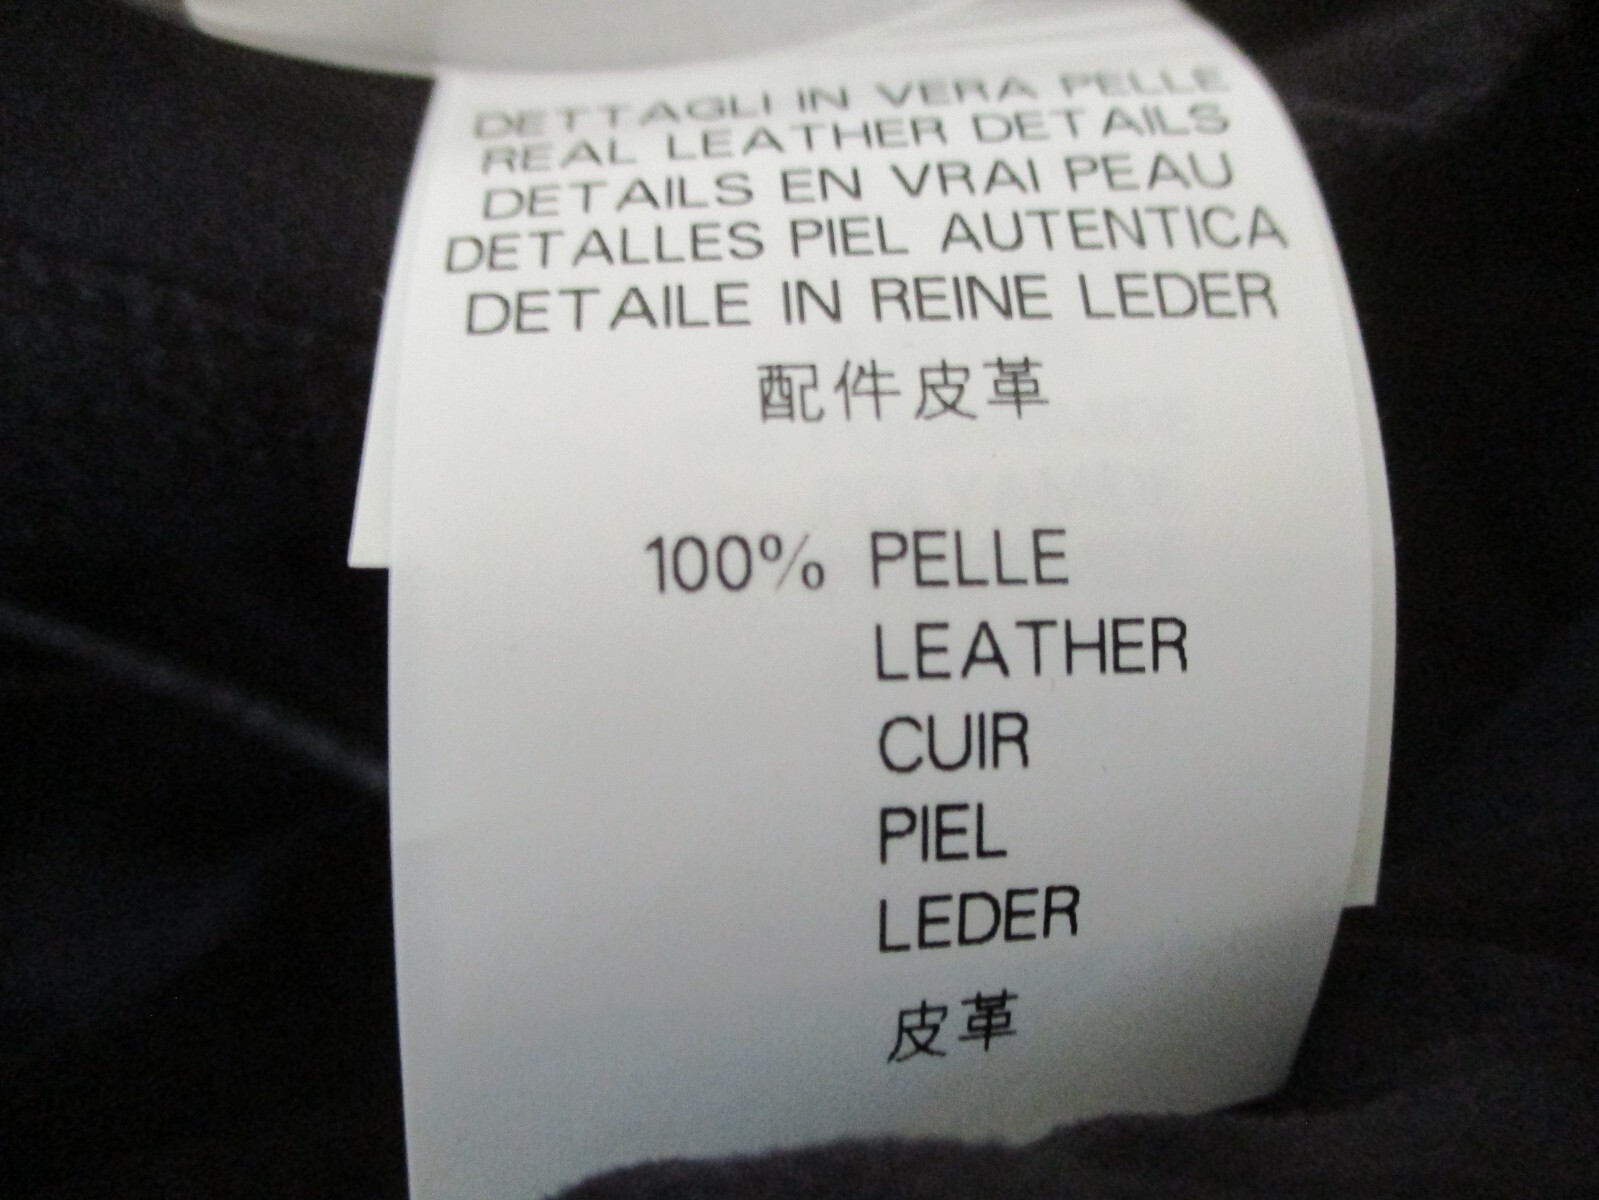 DETTAGLI IN VERA PELLE
REAL LEATHER DETAILS
DETAILS EN VRAI PEAU
DETALLES PIEL AUTENTICA
DETAILE IN REINE LEDER
配件皮革
100% PELLE
LEATHER
CUIR
PIEL
LEDER
皮革